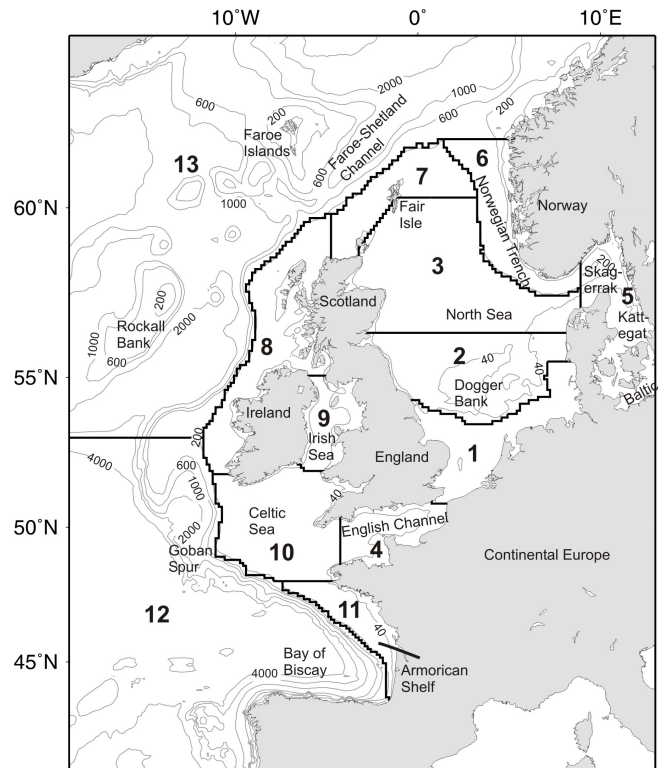 10˚W
0˚
10˚E
2000
1000
600
200
600
200
Faroe
Islands
Faroe-Shetland
Channel
600
13
7
6
1000
60˚N
Fair
Isle
Norwegian Trench
Norway
3
200
Skag-
errak
5
Katt-
egat
200
Scotland
North Sea
Rockall
Bank
2000
1000
600
8
2
40
40
55˚N
Dogger
Bank
Baltic
Ireland
9
Irish
Sea
200
4000
England
1
600
1000
40
Celtic
Sea
50˚N
2000
English Channel
Goban
Spur
10
4
Continental Europe
12
11
40
45˚N
Bay of
Biscay
4000
Armorican
Shelf